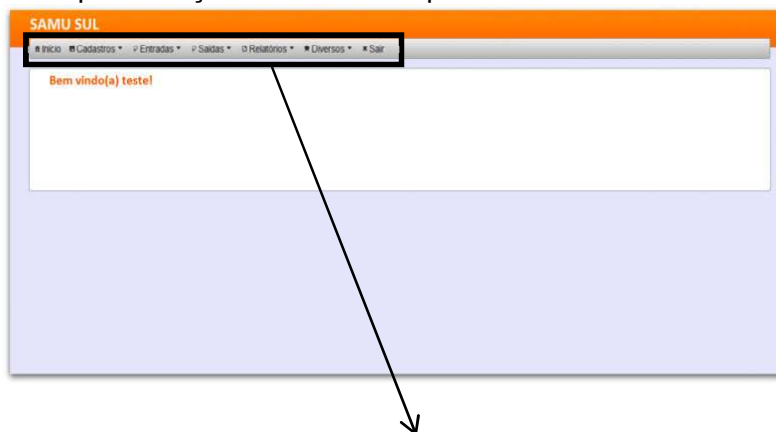 SAMU SUL
Início Cadastros Entradas Saídas Relatórios Diversos Sair
Bem vindo(a) teste!